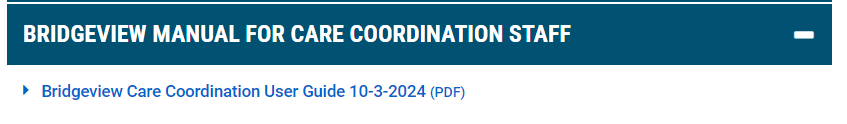 BRIDGEVIEW MANUAL FOR CARE COORDINATION STAFF
Bridgeview Care Coordination User Guide 10-3-2024 (PDF)